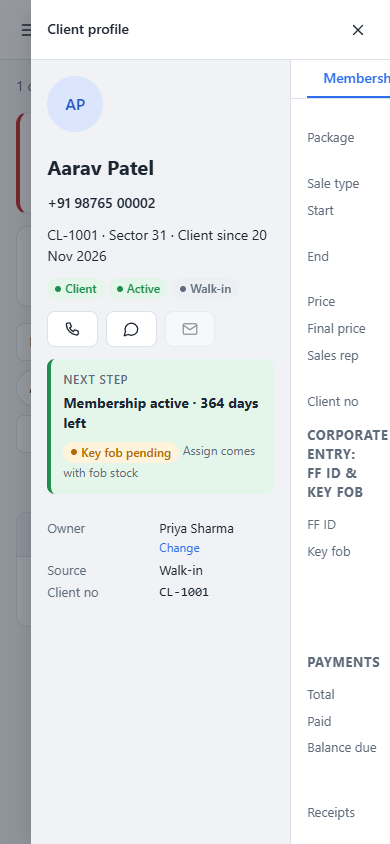 Client profile
1 c
AP
Aarav Patel
+91 98765 00002
CL-1001 · Sector 31 · Client since 20
Nov 2026
Client
Active
Walk-in
NEXT STEP
Membership active · 364 days
left
Key fob pending Assign comes
with fob stock
Owner Priya Sharma
Change
Source Walk-in
Client no CL-1001
Membersh
Package
Sale type
Start
End
Price
Final price
Sales rep
Client no
CORPORATE
ENTRY:
FF ID &
KEY FOB
FF ID
Key fob
PAYMENTS
Total
Paid
Balance due
Receipts